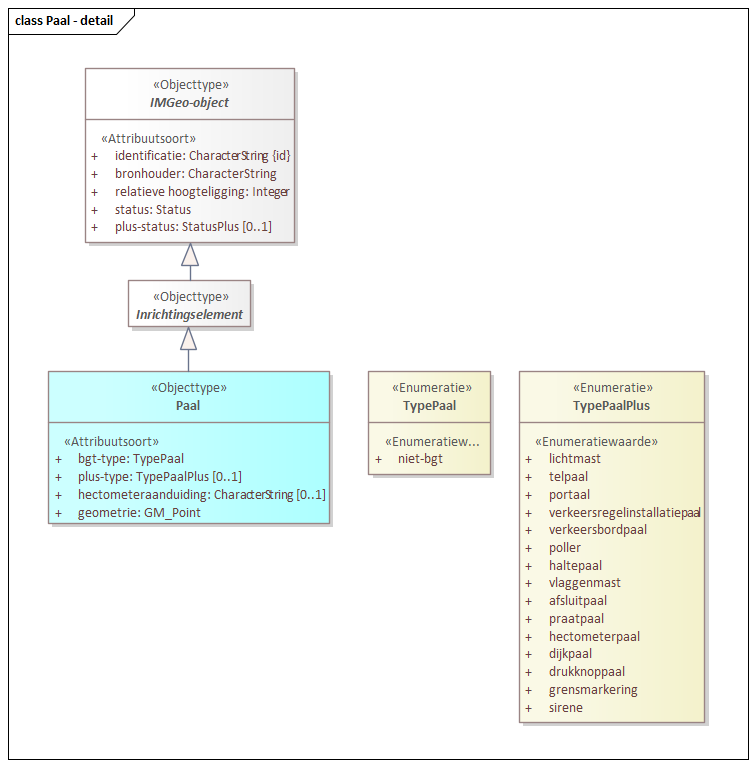 class Paal - detail
«Objecttype»
IMGeo-object
«Attribuutsoort»
+ identificatie: CharacterString {id}
+ bronhouder: CharacterString
+ relatieve hoogteligging: Integer
+ status: Status
+ plus-status: StatusPlus [0..1]
«Objecttype»
Inrichtingselement
«Objecttype»
Paal
«Attribuutsoort»
+ bgt-type: TypePaal
+ plus-type: TypePaalPlus [0..1]
+ hectometeraanduiding: CharacterString [0..1]
+ geometrie: GM_Point
«Enumeratie»
TypePaal
«Enumeratiew...
+ niet-bgt
«Enumeratie»
TypePaalPlus
«Enumeratiewaarde»
+ lichtmast
+ telpaal
+ portaal
+ verkeersregelinstallatiepaal
+ verkeersbordpaal
+ poller
+ haltepaal
+ vlaggenmast
+ afsluitpaal
+ praatpaal
+ hectometerpaal
+ dijkpaal
+ drukknoppaal
+ grensmarkering
+ sirene